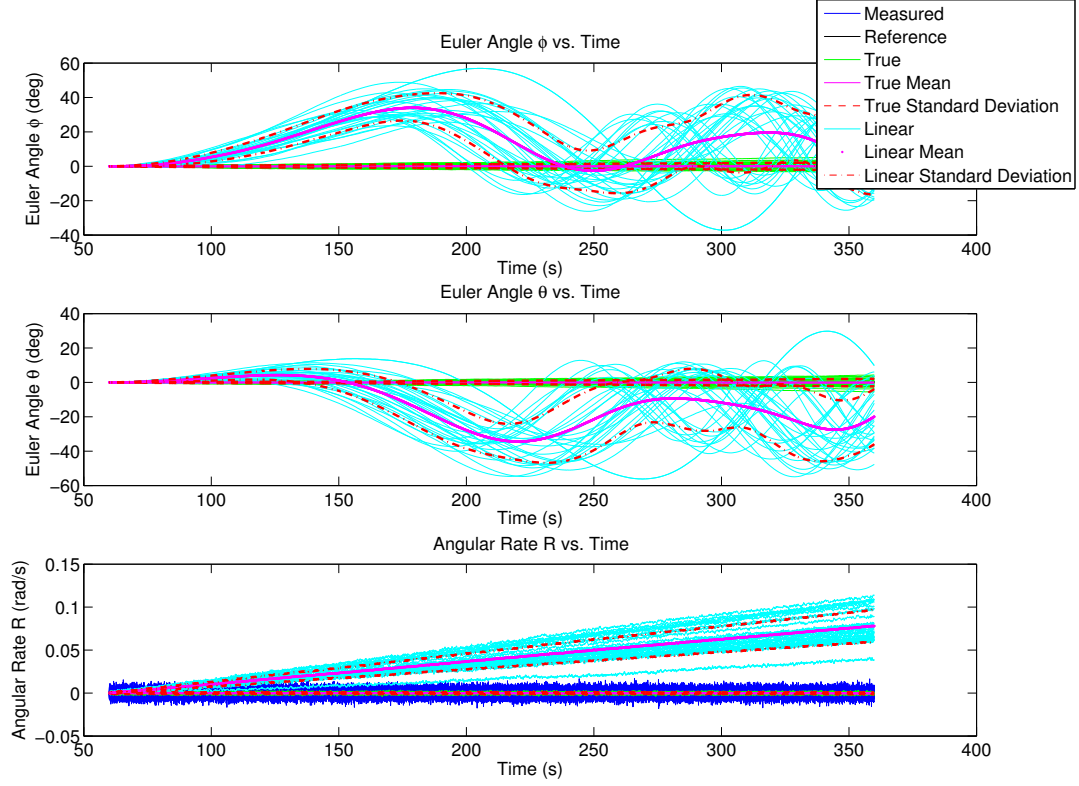 Measured
Reference
True
True Mean
True Standard Deviation
Linear
Linear Mean
Linear Standard Deviation
Euler Angle ϕ vs. Time
Euler Angle ϕ (deg)
60
40
20
0
−20
−40
50 100 150 200 250 300 350 400
Time (s)
Euler Angle θ vs. Time
Euler Angle θ (deg)
40
20
0
−20
−40
−60
50 100 150 200 250 300 350 400
Time (s)
Angular Rate R vs. Time
Angular Rate R (rad/s)
0.15
0.1
0.05
0
−0.05
50 100 150 200 250 300 350 400
Time (s)